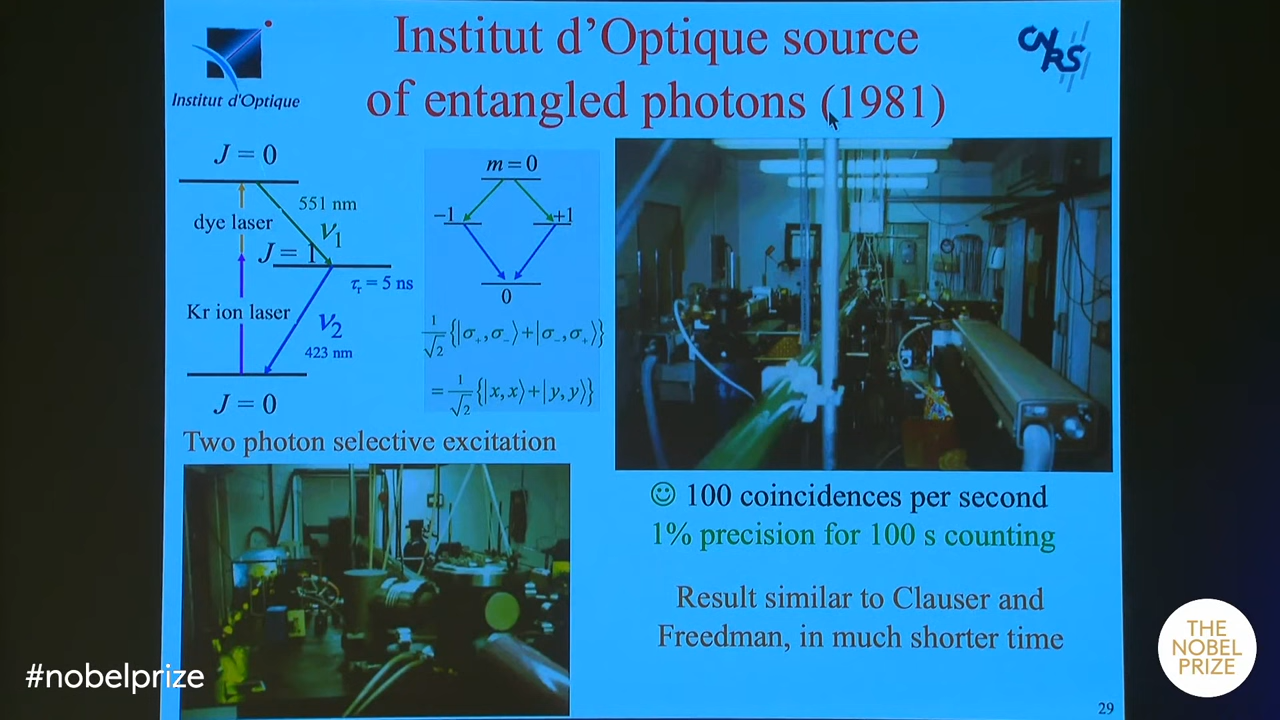 Institut d'Optique source
of entangled photons (1981)
Institut d'Optique
CNRS
J = 0
dye laser
551 nm
ν₁
J = 1
τᵣ = 5 ns
Kr ion laser
ν₂
423 nm
J = 0
m = 0
−1
+1
0
1/√2 {|σ₊,σ₋⟩+|σ₋,σ₊⟩}
= 1/√2 {|x,x⟩+|y,y⟩}
Two photon selective excitation
☺ 100 coincidences per second
1% precision for 100 s counting
Result similar to Clauser and
Freedman, in much shorter time
29
#nobelprize
THE
NOBEL
PRIZE